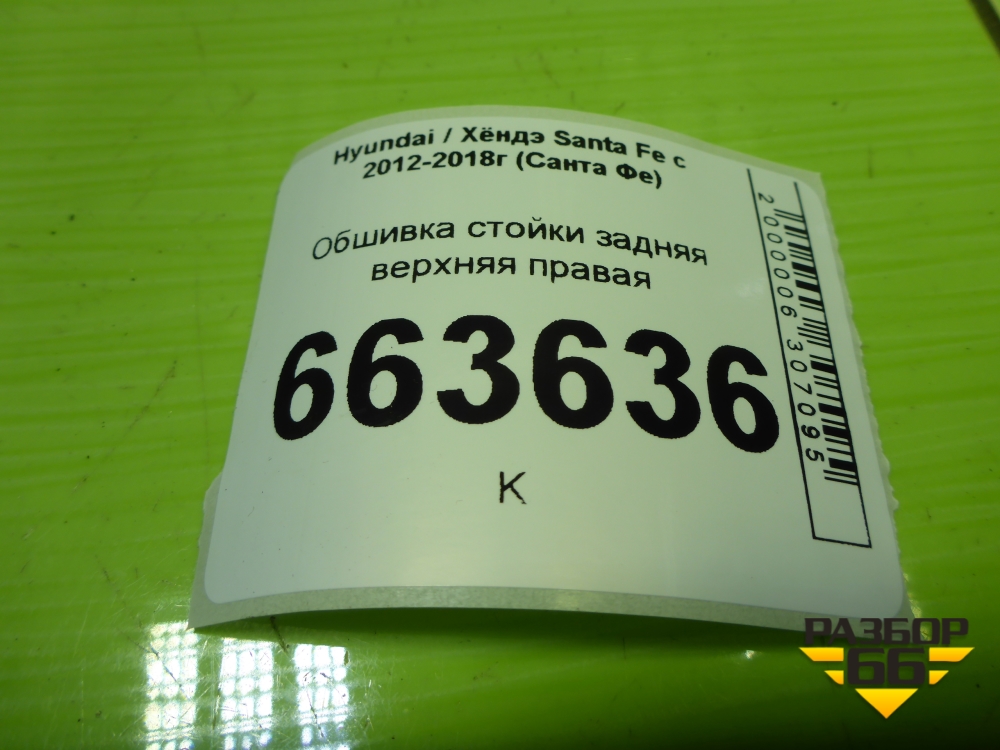 Hyundai / Хёндэ Santa Fe с
2012-2018г (Санта Фе)
Обшивка стойки задняя
верхняя правая
663636
К
2000006307095
РАЗБОР
66